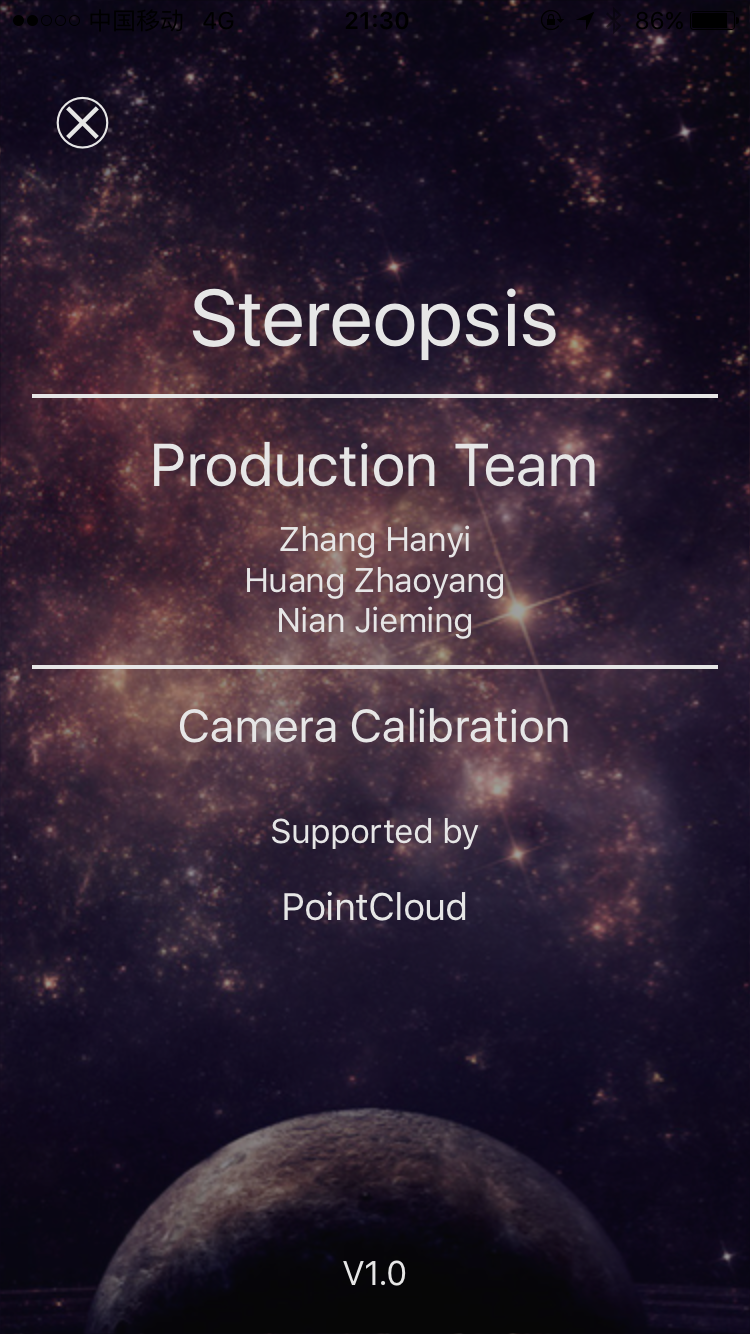 中国移动 4G 21:30 86%
Stereopsis
Production Team
Zhang Hanyi
Huang Zhaoyang
Nian Jieming
Camera Calibration
Supported by
PointCloud
V1.0